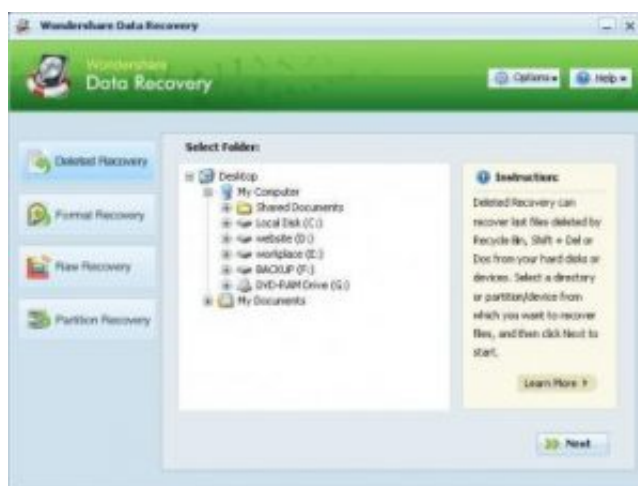 Wondershare Data Recovery
Wondershare
Data Recovery
Options
Help
Deleted Recovery
Format Recovery
Raw Recovery
Partition Recovery
Select Folder:
Desktop
My Computer
Shared Documents
Local Disk (C:)
website (D:)
workplace (E:)
BACKUP (F:)
DVD-RAM Drive (G:)
My Documents
Instruction:
Deleted Recovery can
recover last files deleted by
Recycle Bin, Shift + Del or
Dos from your hard disks or
devices. Select a directory
or partition/device from
which you want to recover
files, and then click Next to
start.
Learn More
Next